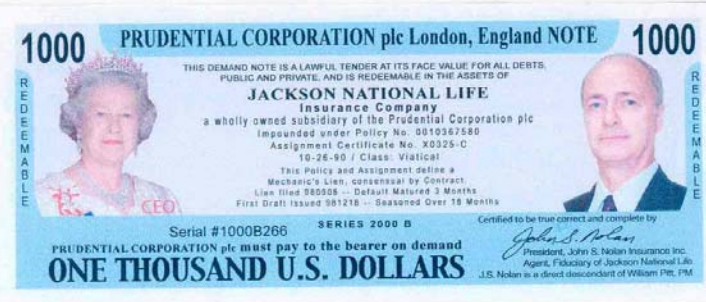 1000 PRUDENTIAL CORPORATION plc London, England NOTE 1000
THIS DEMAND NOTE IS A LAWFUL TENDER AT ITS FACE VALUE FOR ALL DEBTS,
PUBLIC AND PRIVATE, AND IS REDEEMABLE IN THE ASSETS OF
JACKSON NATIONAL LIFE
Insurance Company
a wholly owned subsidiary of the Prudential Corporation plc
Impounded under Policy No. 0010367580
Assignment Certificate No. X0325-C
10-26-90 / Class: Viatical
This Policy and Assignment define a
Mechanic's Lien, consensual by Contract.
Lien filed 980908 -- Default Matured 3 Months
First Draft Issued 981218 -- Seasoned Over 18 Months
REDEEMABLE
REDEEMABLE
CEO
Serial #1000B266
SERIES 2000 B
Certified to be true correct and complete by
John S. Nolan
President, John S. Nolan Insurance Inc.
Agent, Fiduciary of Jackson National Life
J.S. Nolan is a direct descendant of William Pitt, PM
PRUDENTIAL CORPORATION plc must pay to the bearer on demand
ONE THOUSAND U.S. DOLLARS